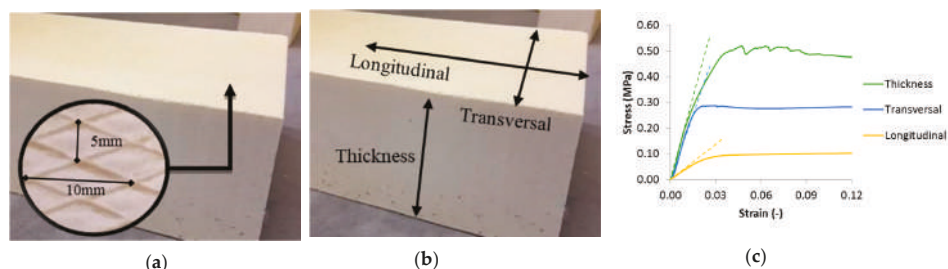 5mm
10mm
(a)
Longitudinal
Transversal
Thickness
(b)
Stress (MPa)
0.60
0.50
0.40
0.30
0.20
0.10
0.00
0.00 0.03 0.06 0.09 0.12
Strain (-)
Thickness
Transversal
Longitudinal
(c)